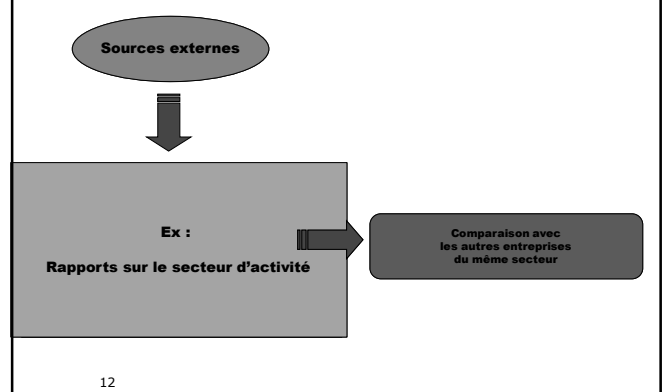 Sources externes
Ex :
Rapports sur le secteur d’activité
Comparaison avec
les autres entreprises
du même secteur
12